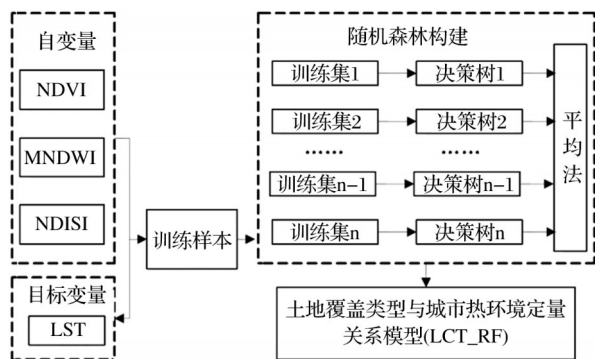 自变量
NDVI
MNDWI
NDISI
目标变量
LST
训练样本
随机森林构建
训练集1
决策树1
训练集2
决策树2
……
……
训练集n-1
决策树n-1
训练集n
决策树n
平均法
土地覆盖类型与城市热环境定量
关系模型(LCT_RF)